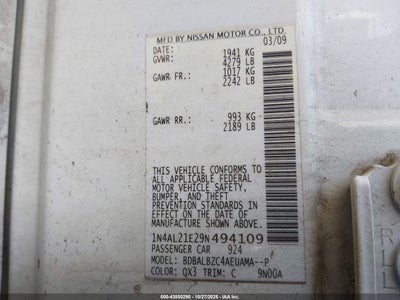 MFD BY NISSAN MOTOR CO., LTD.
DATE: 03/09
GVWR: 1941 KG
4279 LB
GAWR FR.: 1017 KG
2242 LB
GAWR RR.: 993 KG
2189 LB
THIS VEHICLE CONFORMS TO
ALL APPLICABLE FEDERAL
MOTOR VEHICLE SAFETY,
BUMPER, AND THEFT
PREVENTION STANDARDS IN
EFFECT ON THE DATE OF
MANUFACTURE SHOWN ABOVE.
1N4AL21E29N494109
PASSENGER CAR 924
MODEL: BDBALBZC4AEUAMA--P
COLOR: QX3 TRIM: C 9N00A
© IAA
| 10/27/2025 |